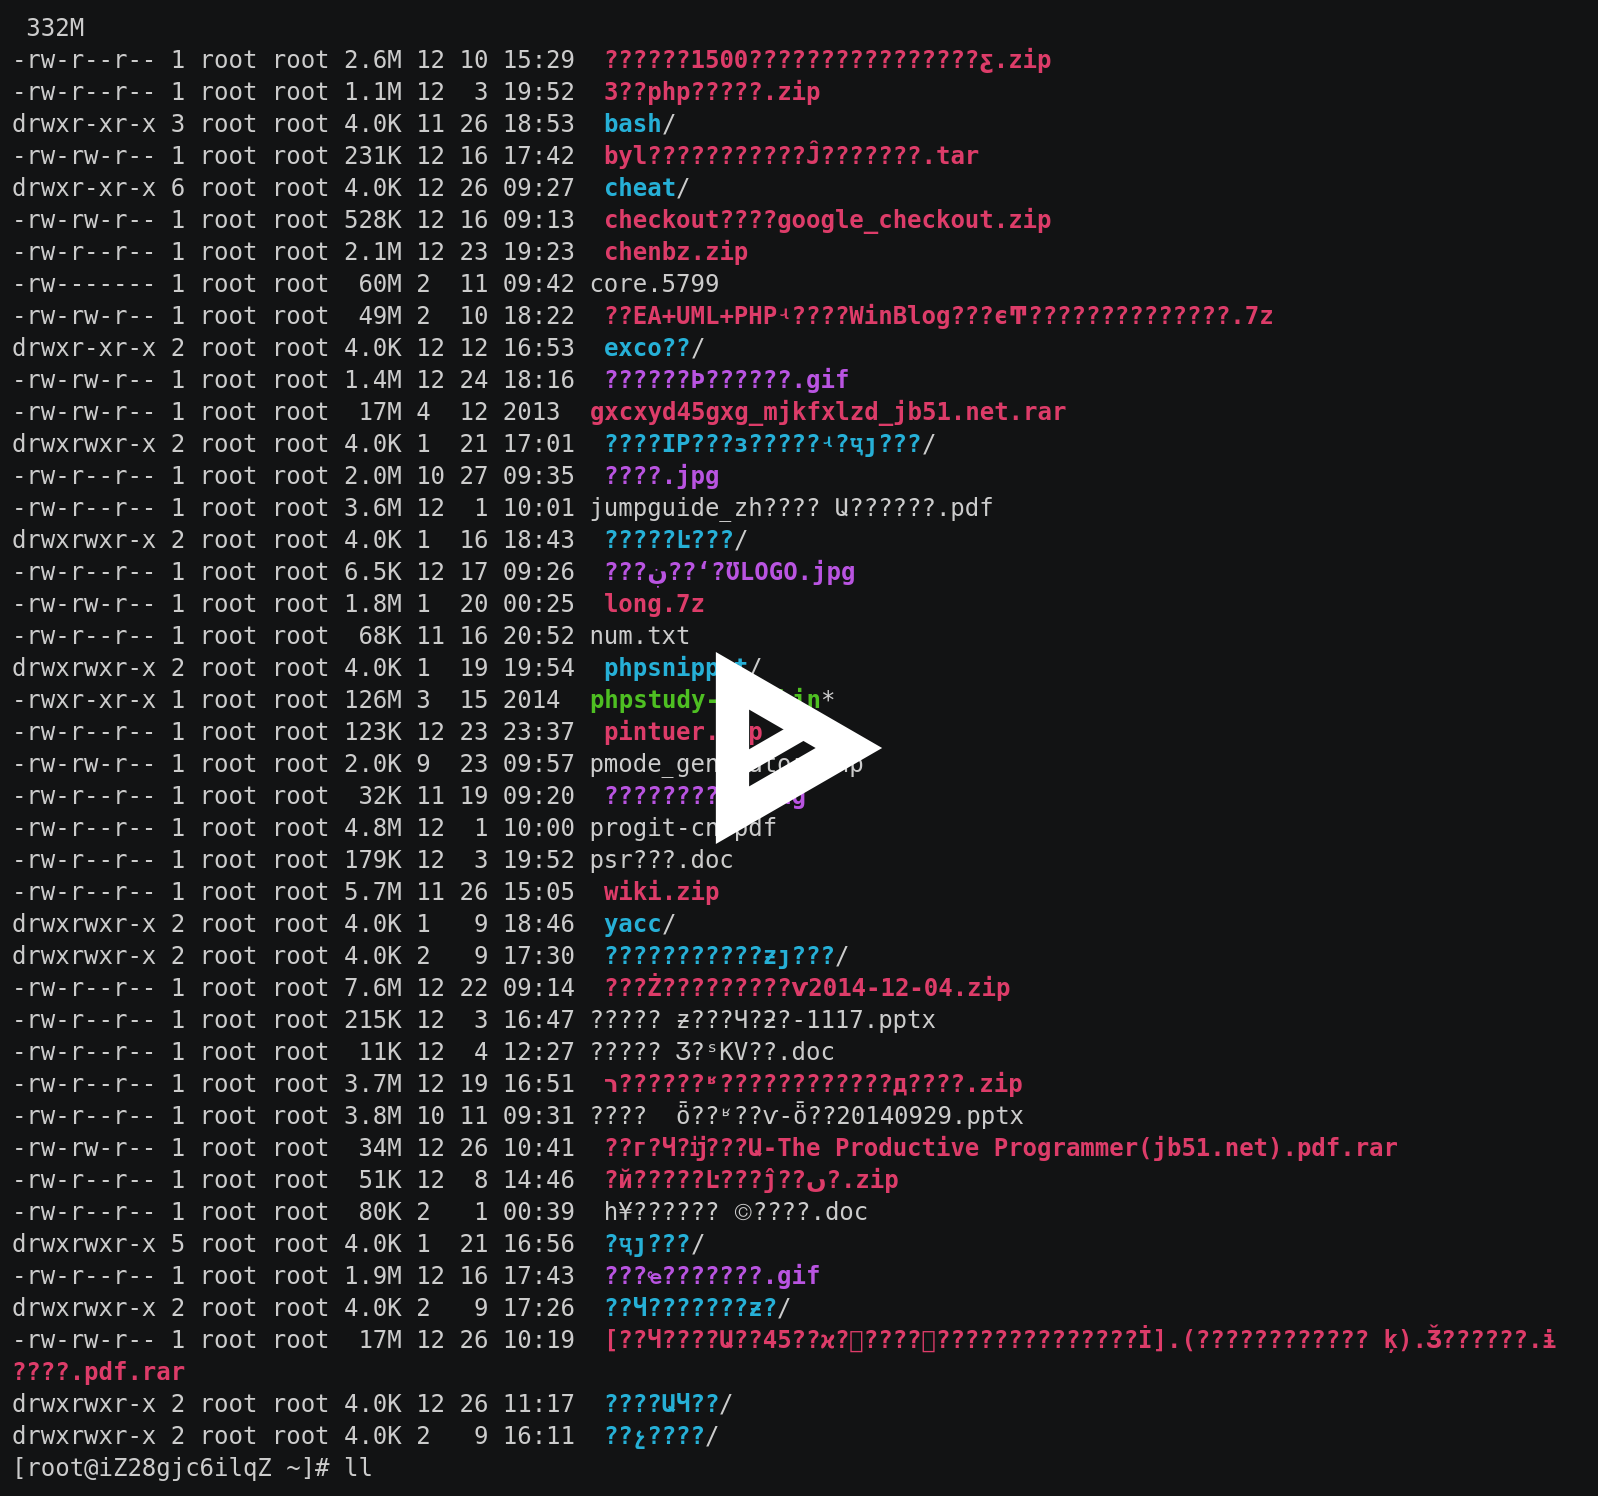 332M
-rw-r--r-- 1 root root 2.6M 12 10 15:29  ??????1500????????????????ƹ.zip
-rw-r--r-- 1 root root 1.1M 12  3 19:52  3??php?????.zip
drwxr-xr-x 3 root root 4.0K 11 26 18:53  bash/
-rw-rw-r-- 1 root root 231K 12 16 17:42  byl???????????Ĵ???????.tar
drwxr-xr-x 6 root root 4.0K 12 26 09:27  cheat/
-rw-rw-r-- 1 root root 528K 12 16 09:13  checkout????google_checkout.zip
-rw-r--r-- 1 root root 2.1M 12 23 19:23  chenbz.zip
-rw------- 1 root root  60M 2  11 09:42 core.5799
-rw-rw-r-- 1 root root  49M 2  10 18:22  ??EA+UML+PHPʵ????WinBlog???ϵͳ??????????????.7z
drwxr-xr-x 2 root root 4.0K 12 12 16:53  exco??/
-rw-rw-r-- 1 root root 1.4M 12 24 18:16  ??????Þ??????.gif
-rw-rw-r-- 1 root root  17M 4  12 2013  gxcxyd45gxg_mjkfxlzd_jb51.net.rar
drwxrwxr-x 2 root root 4.0K 1  21 17:01  ????IP???з?????ʵ?ҷȷ???/
-rw-r--r-- 1 root root 2.0M 10 27 09:35  ????.jpg
-rw-r--r-- 1 root root 3.6M 12  1 10:01 jumpguide_zh???? Ա??????.pdf
drwxrwxr-x 2 root root 4.0K 1  16 18:43  ?????Ŀ???/
-rw-r--r-- 1 root root 6.5K 12 17 09:26  ???ڹ??ʻ?ƱLOGO.jpg
-rw-rw-r-- 1 root root 1.8M 1  20 00:25  long.7z
-rw-r--r-- 1 root root  68K 11 16 20:52 num.txt
drwxrwxr-x 2 root root 4.0K 1  19 19:54
-rwxr-xr-x 1 root root 126M 3  15 2014
-rw-r--r-- 1 root root 123K 12 23 23:37
-rw-rw-r-- 1 root root 2.0K 9  23 09:57
-rw-r--r-- 1 root root  32K 11 19 09:20
-rw-r--r-- 1 root root 4.8M 12  1 10:00 progit-cn.pdf
-rw-r--r-- 1 root root 179K 12  3 19:52 psr???.doc
-rw-r--r-- 1 root root 5.7M 11 26 15:05  wiki.zip
drwxrwxr-x 2 root root 4.0K 1   9 18:46  yacc/
drwxrwxr-x 2 root root 4.0K 2   9 17:30  ???????????ƶȷ???/
-rw-r--r-- 1 root root 7.6M 12 22 09:14  ???Ż?????????ѵ2014-12-04.zip
-rw-r--r-- 1 root root 215K 12  3 16:47 ????? ƶ???Ч?ƻ?-1117.pptx
-rw-r--r-- 1 root root  11K 12  4 12:27 ????? Ʒ?ˢKV??.doc
-rw-r--r-- 1 root root 3.7M 12 19 16:51  ר??????ʶ????????????д????.zip
-rw-r--r-- 1 root root 3.8M 10 11 09:31 ????  Ȫ??ʶ??ѵ-Ȫ??20140929.pptx
-rw-rw-r-- 1 root root  34M 12 26 10:41  ??г?Ч?ĳ???Ա-The Productive Programmer(jb51.net).pdf.rar
-rw-r--r-- 1 root root  51K 12  8 14:46  ?й?????Ŀ???ĵ??ں?.zip
-rw-r--r-- 1 root root  80K 2   1 00:39  һ¥?????? ©????.doc
drwxrwxr-x 5 root root 4.0K 1  21 16:56  ?ҷȷ???/
-rw-r--r-- 1 root root 1.9M 12 16 17:43  ???ͤ???????.gif
drwxrwxr-x 2 root root 4.0K 2   9 17:26  ??Ч???????ƶ?/
-rw-rw-r-- 1 root root  17M 12 26 10:19
????.pdf.rar
drwxrwxr-x 2 root root 4.0K 12 26 11:17  ????ԱЧ??/
drwxrwxr-x 2 root root 4.0K 2   9 16:11  ??ȼ????/
[root@iZ28gjc6ilqZ ~]# ll